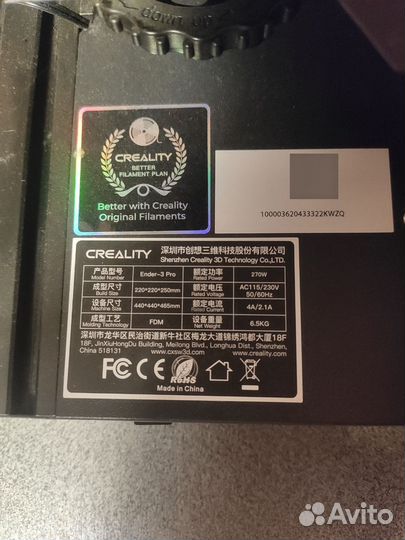 down up
CREALITY
BETTER
FILAMENT PLAN
Better with Creality
Original Filaments
100003620433322KWZQ
CREALITY 深圳市创想三维科技股份有限公司
Shenzhen Creality 3D Technology Co.,LTD.
产品型号 Model Number Ender-3 Pro 额定功率 Rated Power 270W
成型尺寸 Build Size 220*220*250mm 额定电压 Rated Voltage AC115/230V 50/60Hz
设备尺寸 Machine Size 440*440*465mm 额定电流 Rated Current 4A/2.1A
成型工艺 Molding Technology FDM 设备重量 Net Weight 6.5KG
深圳市龙华区民治街道新牛社区梅龙大道锦绣鸿都大厦18F
18F, JinXiuHongDu Building, Meilong Blvd., Longhua Dist., Shenzhen,
China 518131 www.cxsw3d.com www.creality.com
FC CE RoHS
Made in China
Avito